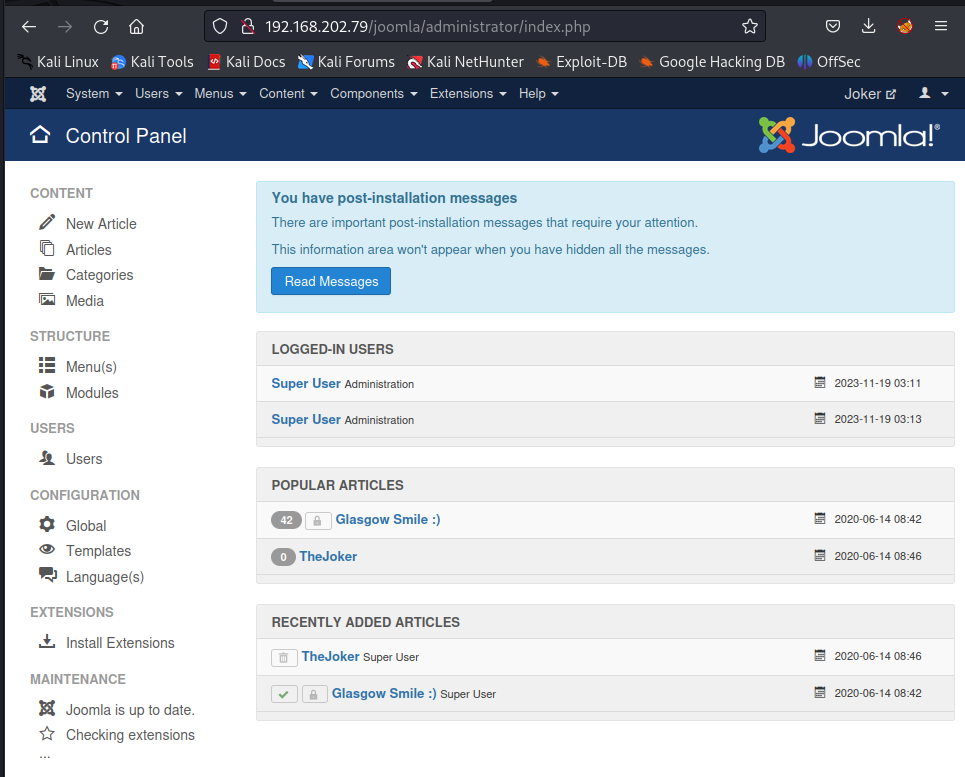 192.168.202.79/joomla/administrator/index.php
Kali Linux Kali Tools Kali Docs Kali Forums Kali NetHunter Exploit-DB Google Hacking DB OffSec
System Users Menus Content Components Extensions Help Joker
Control Panel Joomla!®
CONTENT
New Article
Articles
Categories
Media
STRUCTURE
Menu(s)
Modules
USERS
Users
CONFIGURATION
Global
Templates
Language(s)
EXTENSIONS
Install Extensions
MAINTENANCE
Joomla is up to date.
Checking extensions
...
You have post-installation messages
There are important post-installation messages that require your attention.
This information area won't appear when you have hidden all the messages.
Read Messages
LOGGED-IN USERS
Super User Administration 2023-11-19 03:11
Super User Administration 2023-11-19 03:13
POPULAR ARTICLES
42 Glasgow Smile :) 2020-06-14 08:42
0 TheJoker 2020-06-14 08:46
RECENTLY ADDED ARTICLES
TheJoker Super User 2020-06-14 08:46
Glasgow Smile :) Super User 2020-06-14 08:42